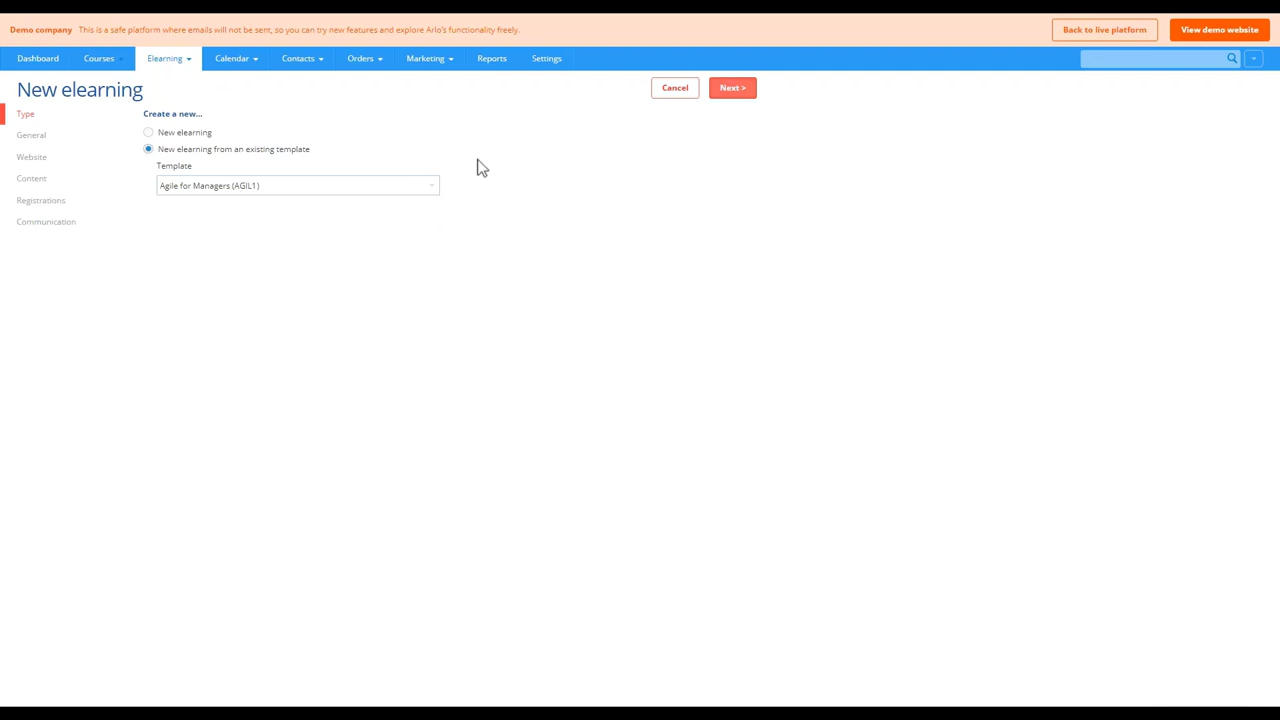 Demo company This is a safe platform where emails will not be sent, so you can try new features and explore Arlo's functionality freely. Back to live platform View demo website
Dashboard Courses Elearning Calendar Contacts Orders Marketing Reports Settings
New elearning Cancel Next >
Type
General
Website
Content
Registrations
Communication
Create a new...
New elearning
New elearning from an existing template
Template
Agile for Managers (AGIL1)